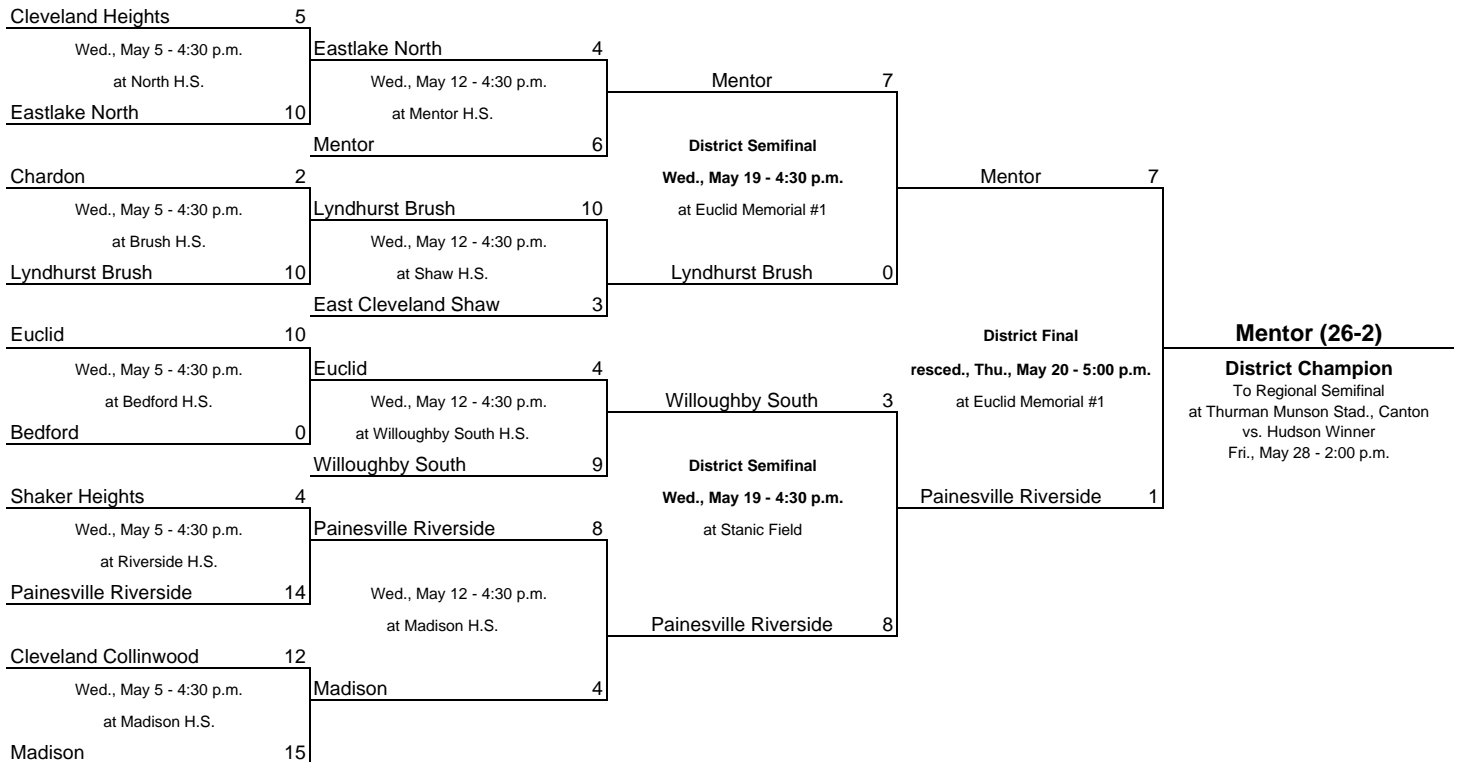 Cleveland Heights 5
Wed., May 5 - 4:30 p.m.
at North H.S.
Eastlake North 10
Chardon 2
Wed., May 5 - 4:30 p.m.
at Brush H.S.
Lyndhurst Brush 10
Euclid 10
Wed., May 5 - 4:30 p.m.
at Bedford H.S.
Bedford 0
Shaker Heights 4
Wed., May 5 - 4:30 p.m.
at Riverside H.S.
Painesville Riverside 14
Cleveland Collinwood 12
Wed., May 5 - 4:30 p.m.
at Madison H.S.
Madison 15
Eastlake North 4
Wed., May 12 - 4:30 p.m.
at Mentor H.S.
Mentor 6
Lyndhurst Brush 10
Wed., May 12 - 4:30 p.m.
at Shaw H.S.
East Cleveland Shaw 3
Euclid 4
Wed., May 12 - 4:30 p.m.
at Willoughby South H.S.
Willoughby South 9
Painesville Riverside 8
Wed., May 12 - 4:30 p.m.
at Madison H.S.
Madison 4
Mentor 7
District Semifinal
Wed., May 19 - 4:30 p.m.
at Euclid Memorial #1
Lyndhurst Brush 0
Willoughby South 3
District Semifinal
Wed., May 19 - 4:30 p.m.
at Stanic Field
Painesville Riverside 8
Mentor 7
District Final
resced., Thu., May 20 - 5:00 p.m.
at Euclid Memorial #1
Painesville Riverside 1
Mentor (26-2)
District Champion
To Regional Semifinal
at Thurman Munson Stad., Canton
vs. Hudson Winner
Fri., May 28 - 2:00 p.m.